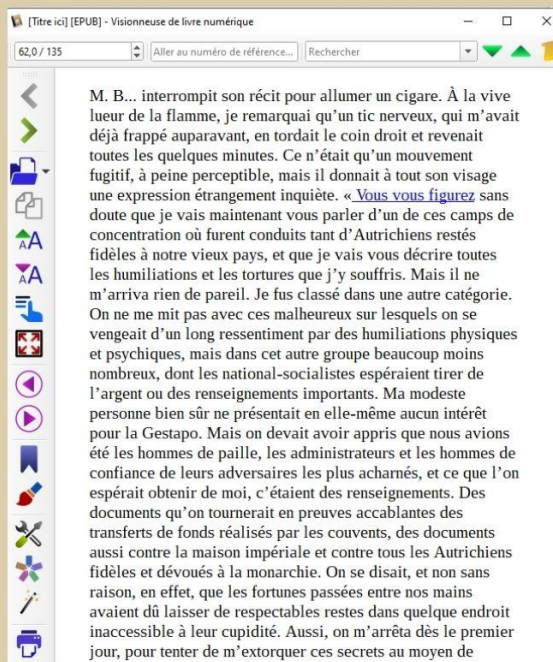 [Titre ici] [EPUB] - Visionneuse de livre numérique
62,0 / 135
Aller au numéro de référence...
Rechercher
M. B... interrompit son récit pour allumer un cigare. À la vive
lueur de la flamme, je remarquai qu’un tic nerveux, qui m’avait
déjà frappé auparavant, en tordait le coin droit et revenait
toutes les quelques minutes. Ce n’était qu’un mouvement
fugitif, à peine perceptible, mais il donnait à tout son visage
une expression étrangement inquiète. « Vous vous figurez sans
doute que je vais maintenant vous parler d’un de ces camps de
concentration où furent conduits tant d’Autrichiens restés
fidèles à notre vieux pays, et que je vais vous décrire toutes
les humiliations et les tortures que j’y souffris. Mais il ne
m’arriva rien de pareil. Je fus classé dans une autre catégorie.
On ne me mit pas avec ces malheureux sur lesquels on se
vengeait d’un long ressentiment par des humiliations physiques
et psychiques, mais dans cet autre groupe beaucoup moins
nombreux, dont les national-socialistes espéraient tirer de
l’argent ou des renseignements importants. Ma modeste
personne bien sûr ne présentait en elle-même aucun intérêt
pour la Gestapo. Mais on devait avoir appris que nous avions
été les hommes de paille, les administrateurs et les hommes de
confiance de leurs adversaires les plus acharnés, et ce que l’on
espérait obtenir de moi, c’étaient des renseignements. Des
documents qu’on tournerait en preuves accablantes des
transferts de fonds réalisés par les couvents, des documents
aussi contre la maison impériale et contre tous les Autrichiens
fidèles et dévoués à la monarchie. On se disait, et non sans
raison, en effet, que les fortunes passées entre nos mains
avaient dû laisser de respectables restes dans quelque endroit
inaccessible à leur cupidité. Aussi, on m’arrêta dès le premier
jour, pour tenter de m’extorquer ces secrets au moyen de